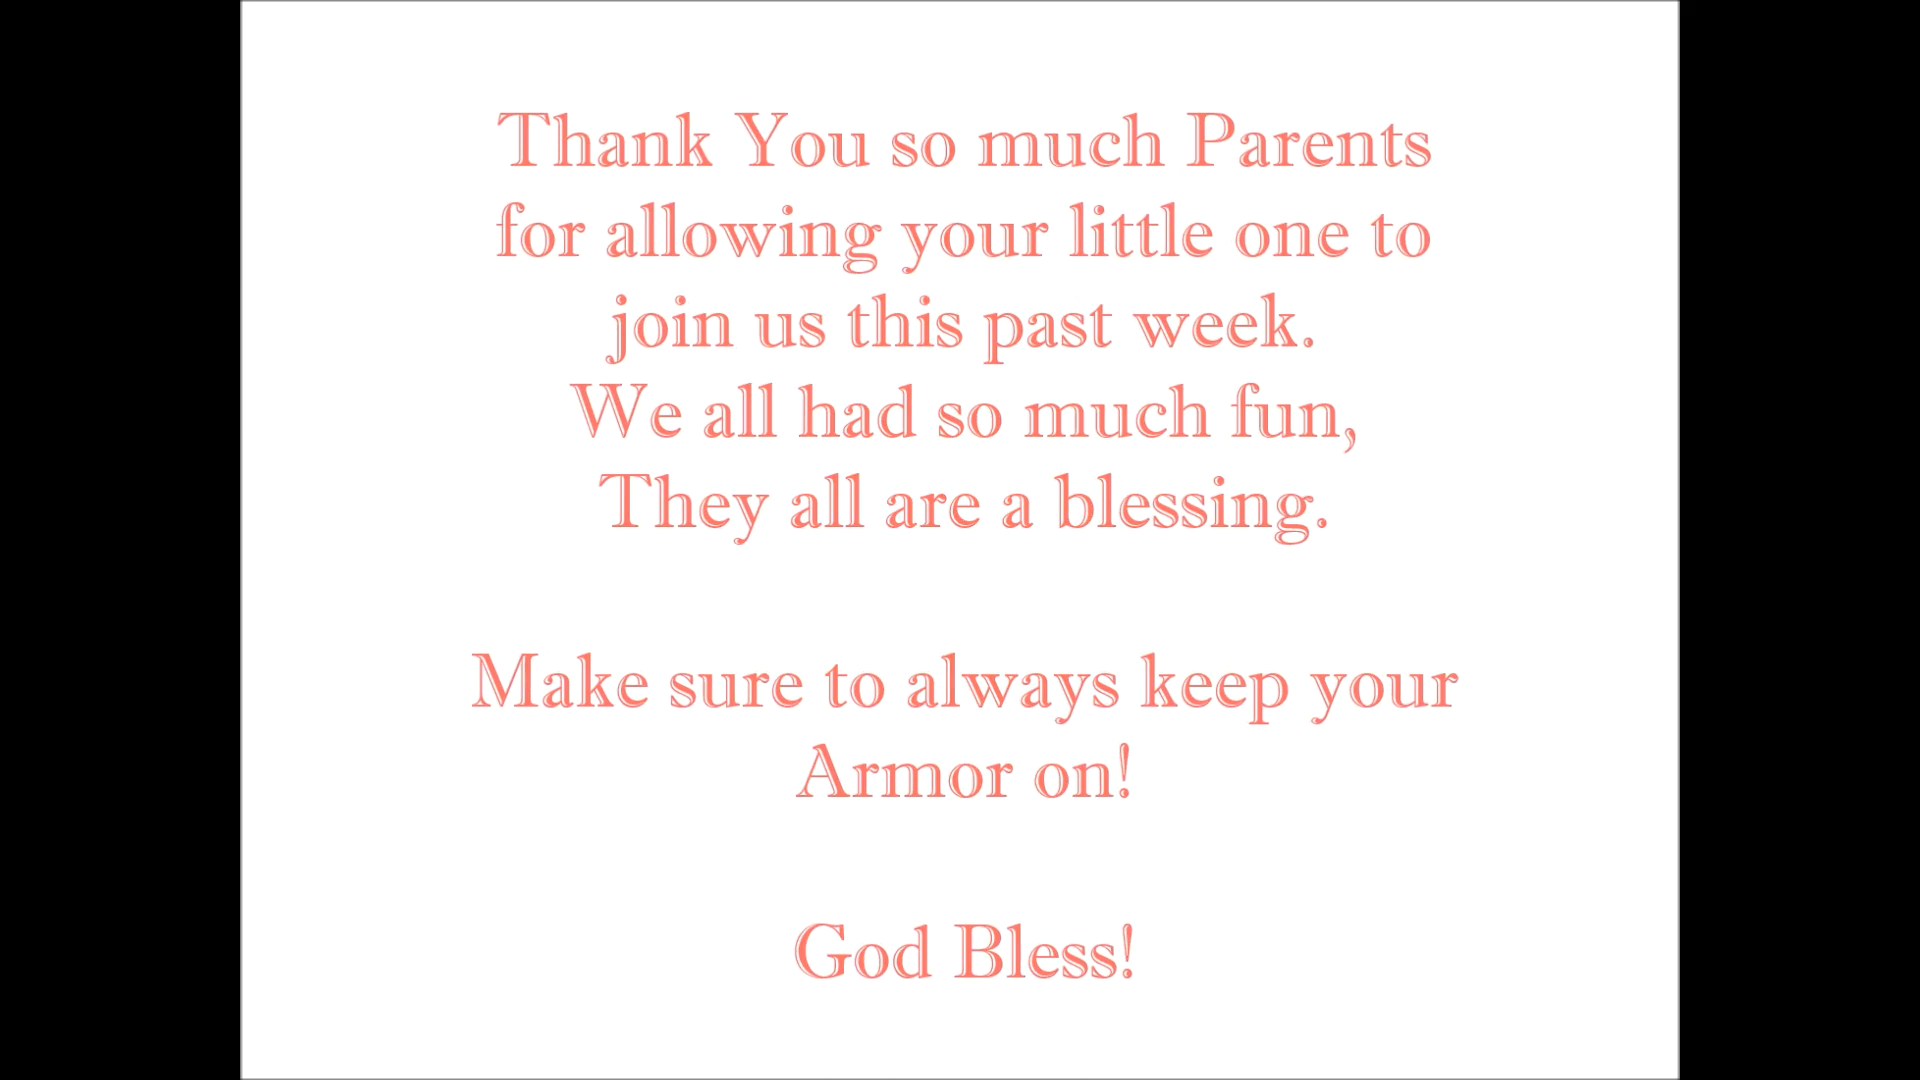 Thank You so much Parents
for allowing your little one to
join us this past week.
We all had so much fun,
They all are a blessing.
Make sure to always keep your
Armor on!
God Bless!